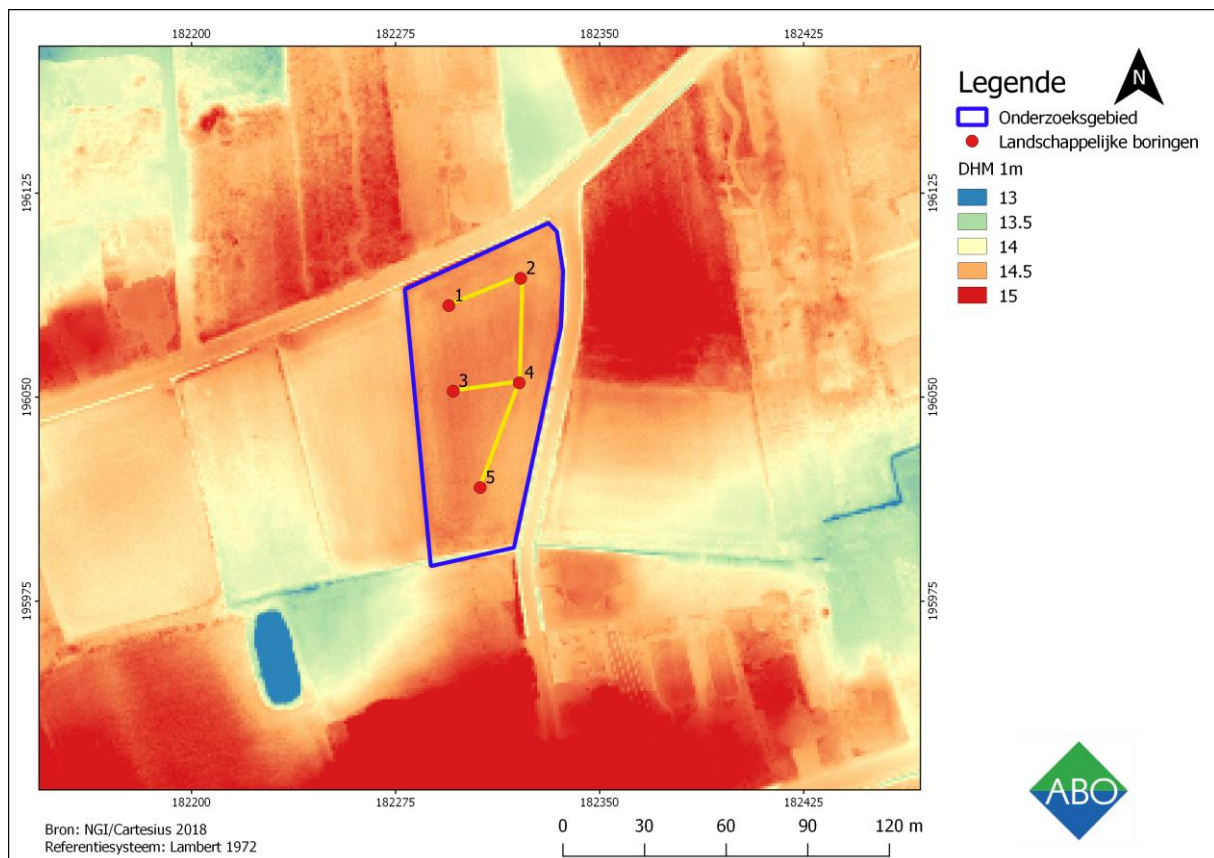 182200 182275 182350 182425
196125 196125
196050 196050
195975 195975
1
2
3
4
5
182200 182275 182350 182425
Bron: NGI/Cartesius 2018
Referentiesysteem: Lambert 1972
0 30 60 90 120 m
Legende
N
Onderzoeksgebied
Landschappelijke boringen
DHM 1m
13
13.5
14
14.5
15
ABO